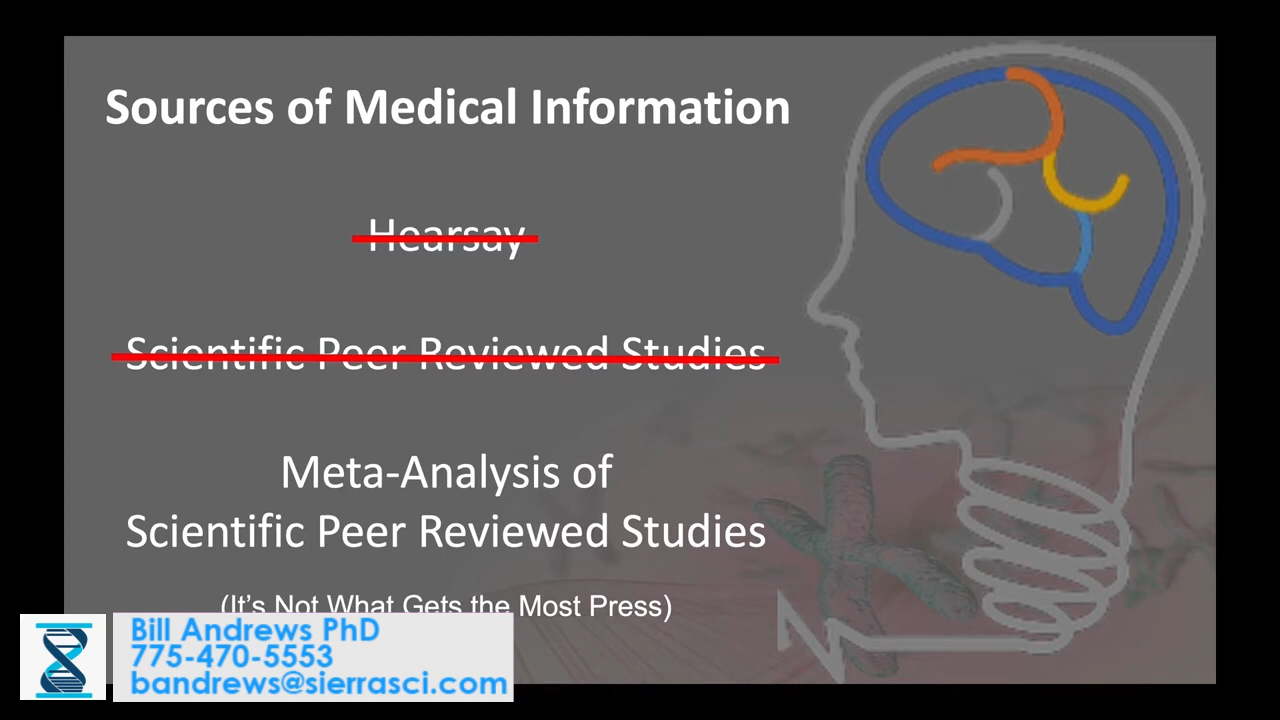 Sources of Medical Information
Hearsay
Scientific Peer Reviewed Studies
Meta-Analysis of
Scientific Peer Reviewed Studies
(It’s Not What Gets the Most Press)
Bill Andrews PhD
775-470-5553
bandrews@sierrasci.com